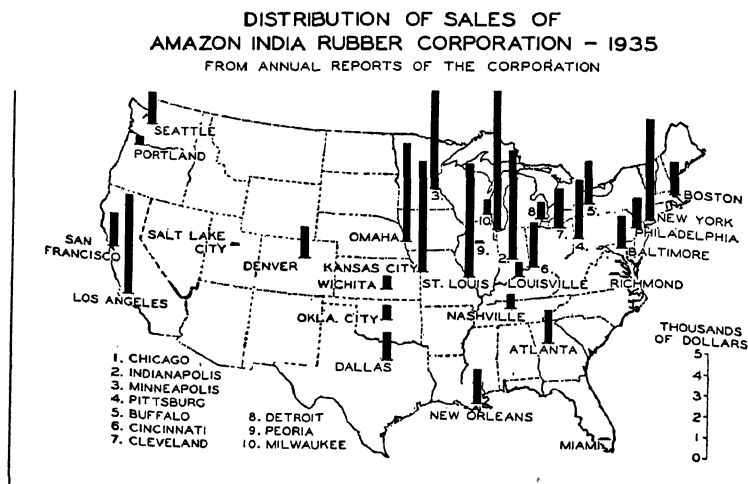 DISTRIBUTION OF SALES OF
AMAZON INDIA RUBBER CORPORATION - 1935
FROM ANNUAL REPORTS OF THE CORPORATION
SEATTLE
PORTLAND
3.
BOSTON
10.
1.
8.
5.
NEW YORK
7.
4.
PHILADELPHIA
SAN
FRANCISCO
SALT LAKE
CITY
OMAHA
9.
2.
BALTIMORE
DENVER
KANSAS CITY
6
WICHITA
ST. LOUIS
LOUISVILLE
RICHMOND
LOS ANGELES
OKLA. CITY
NASHVILLE
ATLANTA
DALLAS
NEW ORLEANS
MIAMI
THOUSANDS
OF DOLLARS
5
4
3
2
1
0
1. CHICAGO
2. INDIANAPOLIS
3. MINNEAPOLIS
4. PITTSBURG
5. BUFFALO
6. CINCINNATI
7. CLEVELAND
8. DETROIT
9. PEORIA
10. MILWAUKEE